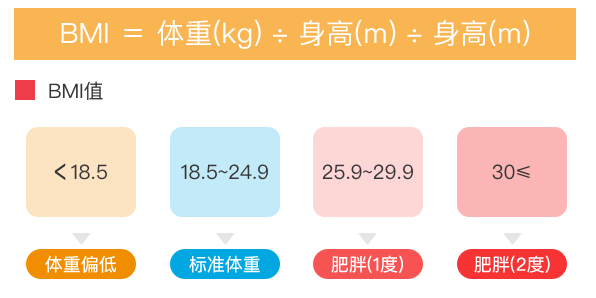 BMI = 体重(kg) ÷ 身高(m) ÷ 身高(m)
BMI值
<18.5 18.5~24.9 25.9~29.9 30≤
体重偏低 标准体重 肥胖(1度) 肥胖(2度)